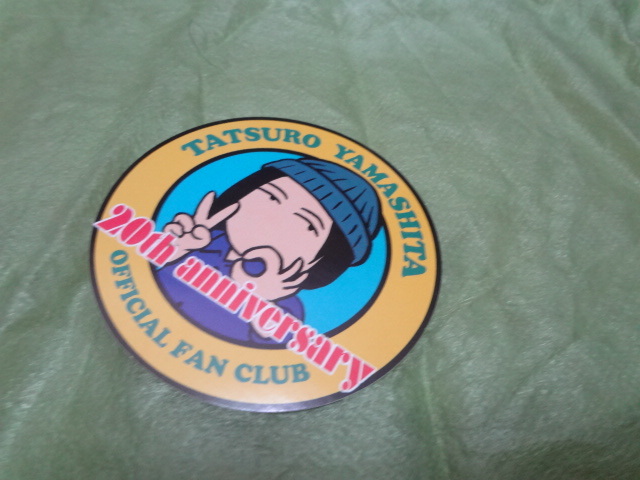 TATSURO YAMASHITA
20th anniversary
OFFICIAL FAN CLUB